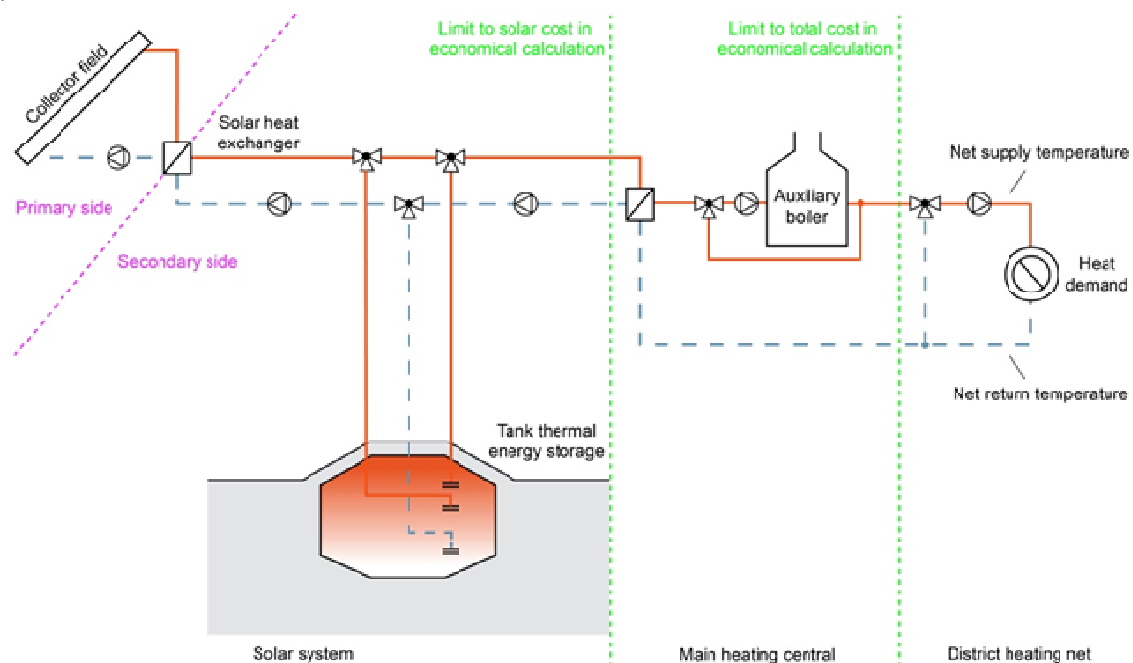 Limit to solar cost in
economical calculation
Limit to total cost in
economical calculation
Collector field
Solar heat
exchanger
Net supply temperature
Primary side
Auxiliary
boiler
Secondary side
Heat
demand
Net return temperature
Tank thermal
energy storage
Solar system
Main heating central
District heating net